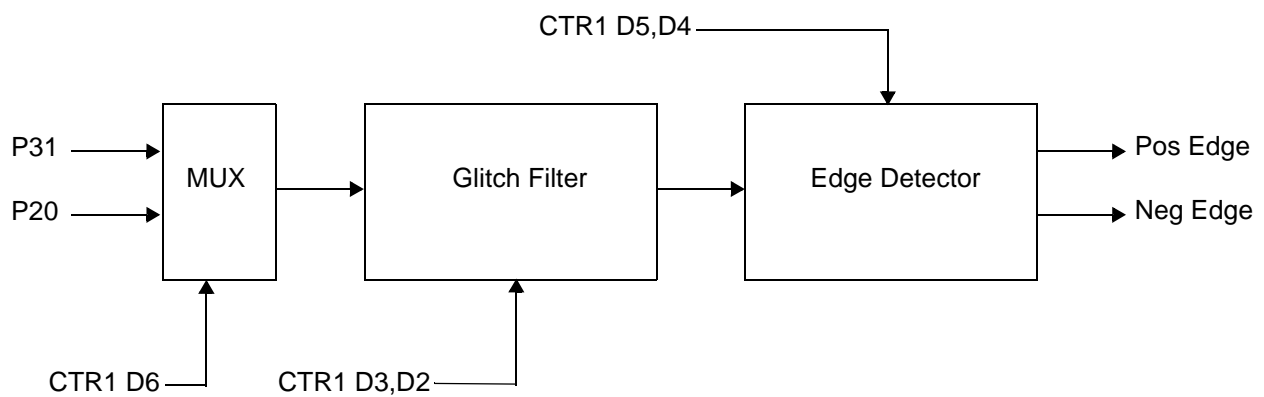 CTR1 D5,D4
P31
MUX
Glitch Filter
Edge Detector
Pos Edge
P20
Neg Edge
CTR1 D6
CTR1 D3,D2